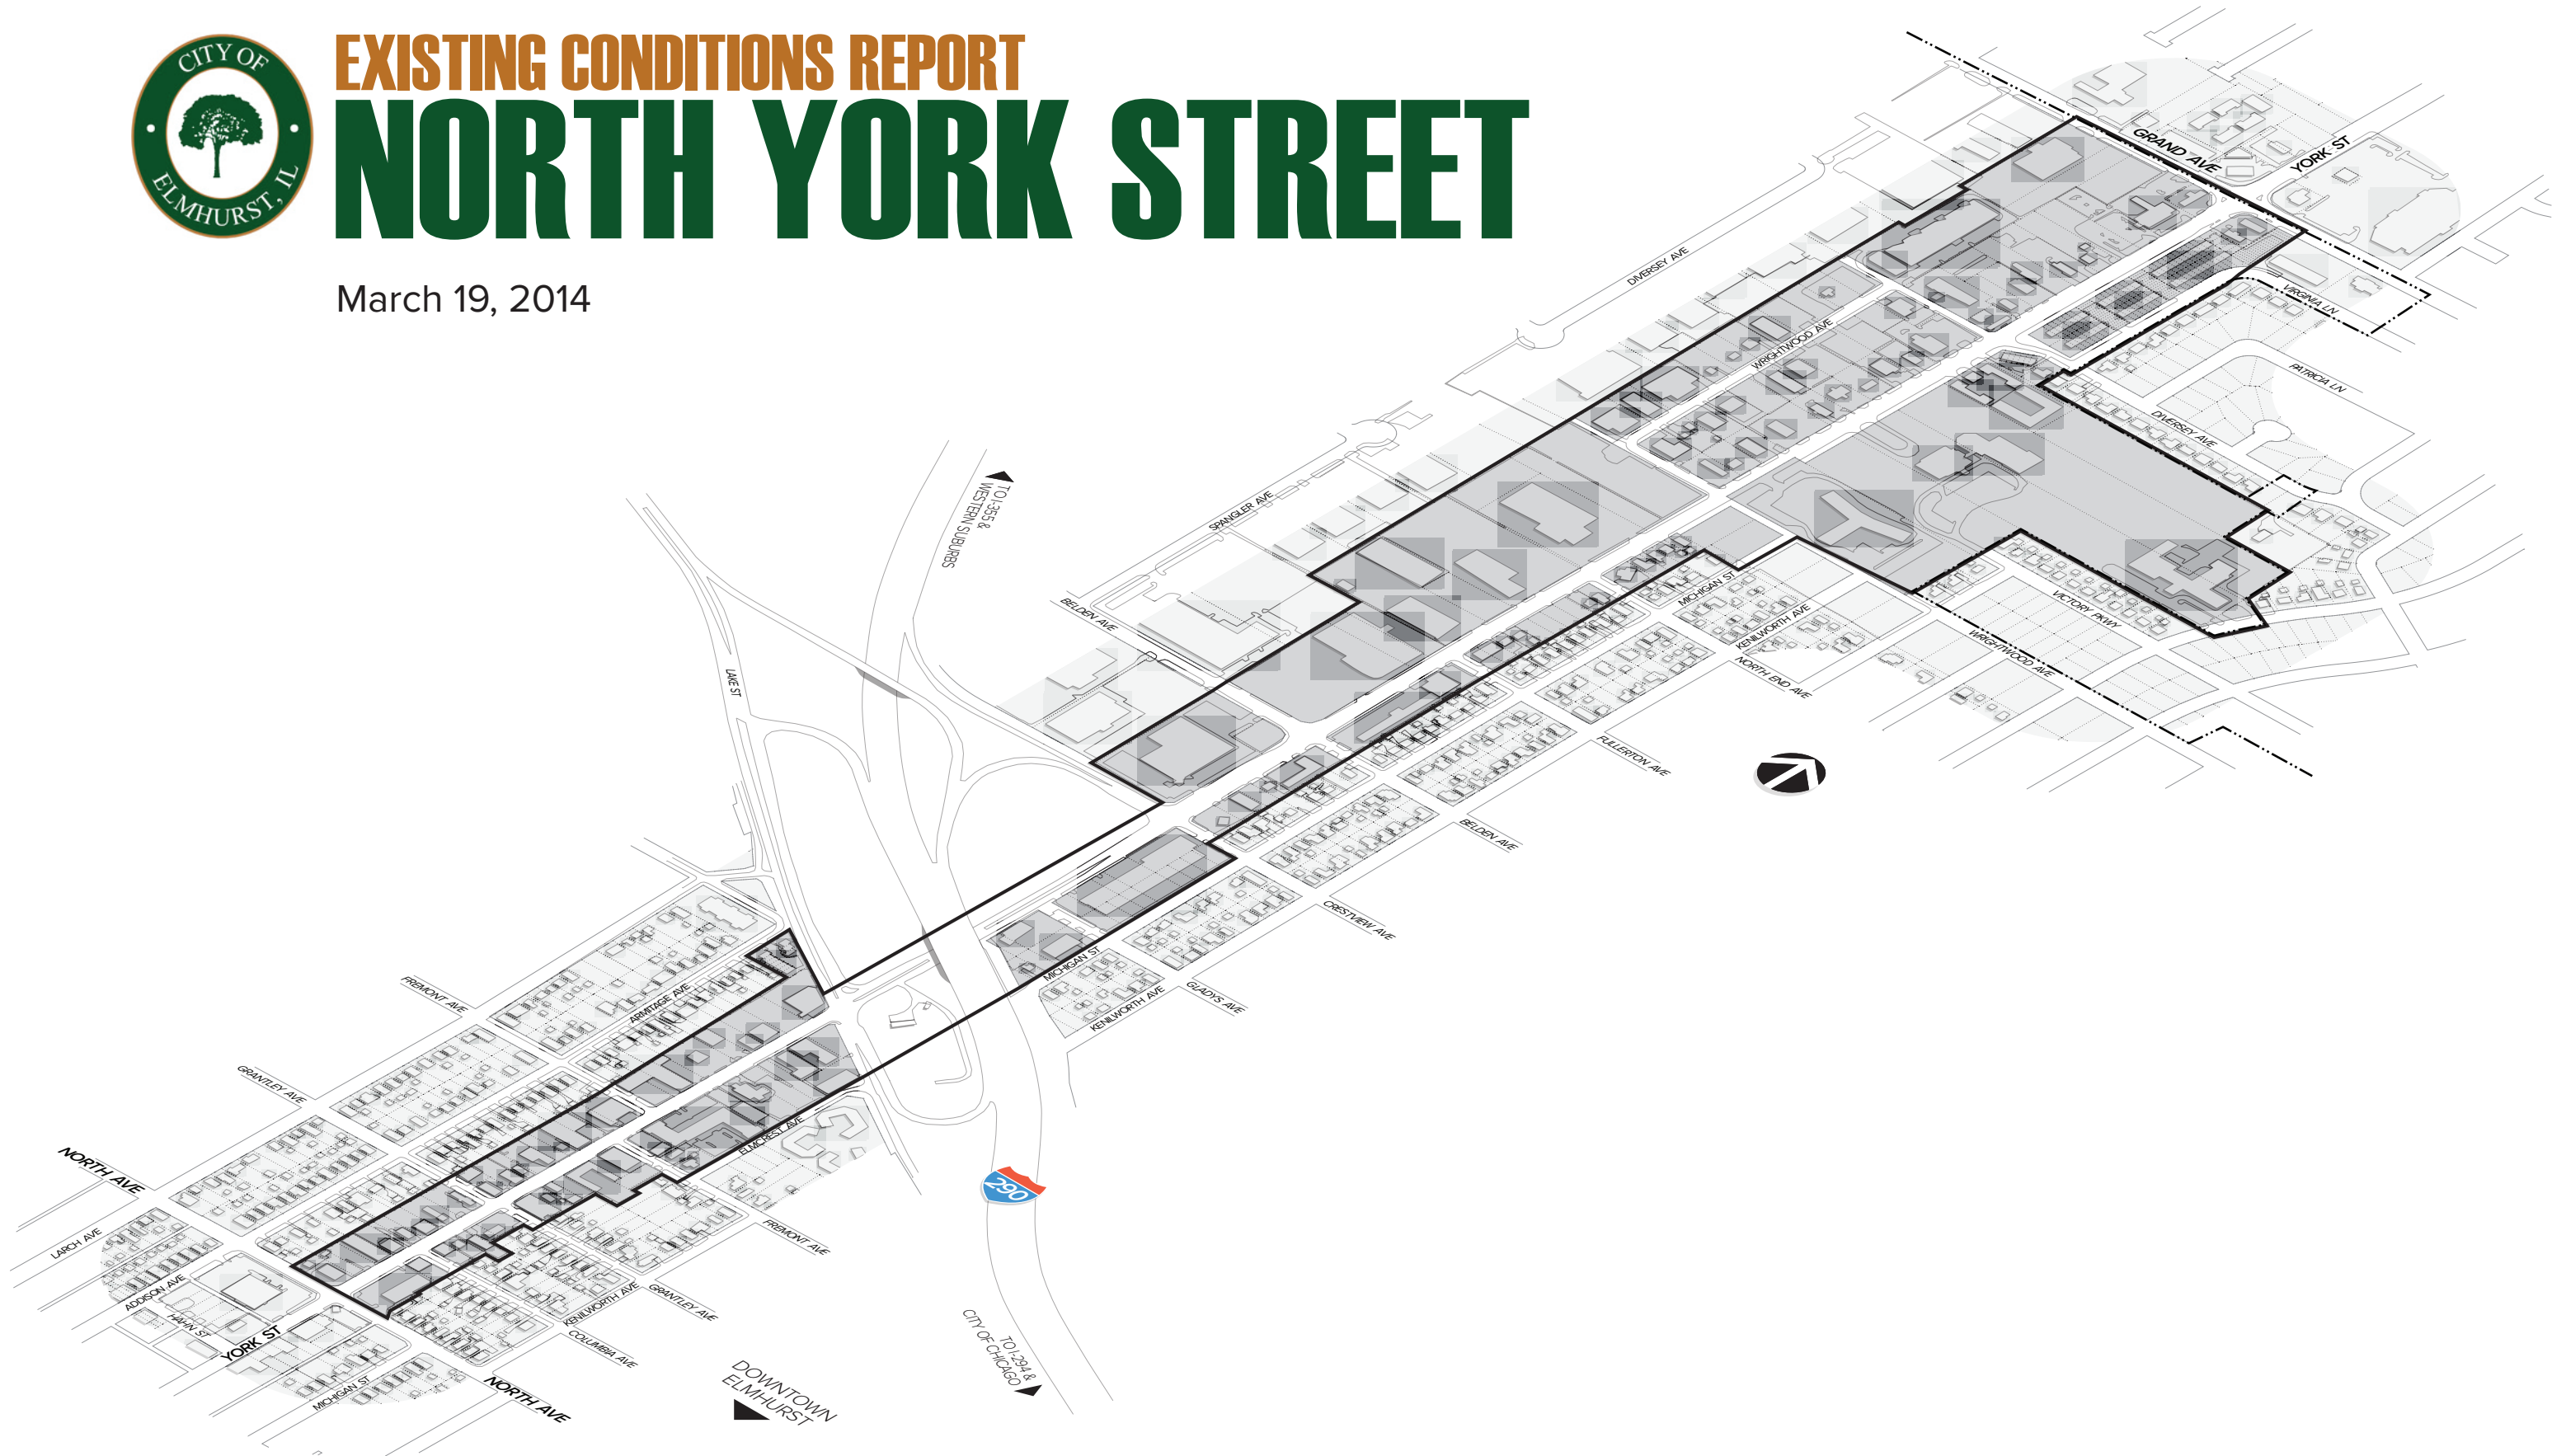 CITY OF
ELMHURST, IL
EXISTING CONDITIONS REPORT
NORTH YORK STREET
March 19, 2014
GRAND AVE
YORK ST
DIVERSEY AVE
VIRGINIA LN
WRIGHTWOOD AVE
PATRICIA LN
DIVERSEY AVE
TO I-355 &
WESTERN SUBURBS
SPANGLER AVE
BELDEN AVE
MICHIGAN ST
VICTORY PKWY
KENILWORTH AVE
WRIGHTWOOD AVE
NORTH END AVE
LAKE ST
FULLERTON AVE
BELDEN AVE
CRESTVIEW AVE
MICHIGAN ST
FREMONT AVE
ARMITAGE AVE
KENILWORTH AVE
GLADYS AVE
GRANTLEY AVE
ELMCREST AVE
NORTH AVE
290
LARCH AVE
FREMONT AVE
ADDISON AVE
KENILWORTH AVE
GRANTLEY AVE
HAHN ST
YORK ST
COLUMBIA AVE
TO I-294 &
CITY OF CHICAGO
MICHIGAN ST
NORTH AVE
DOWNTOWN
ELMHURST